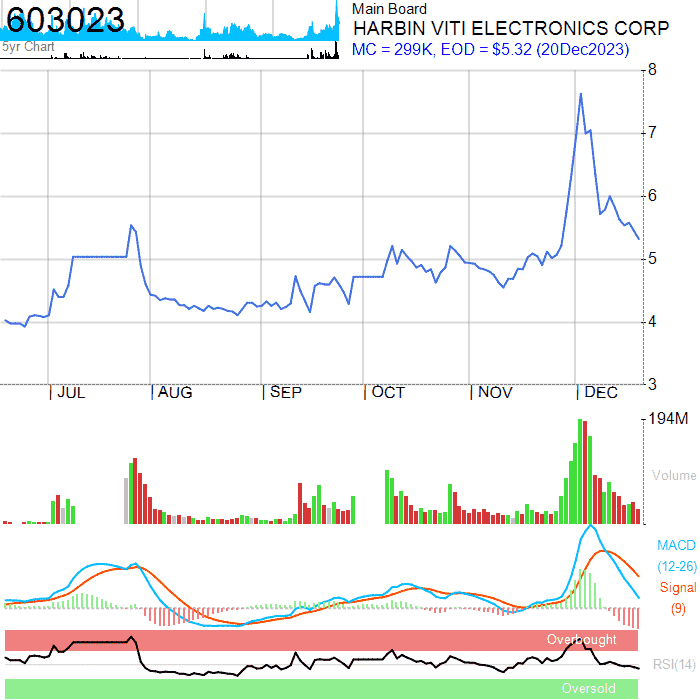 603023
5yr Chart
Main Board
HARBIN VITI ELECTRONICS CORP
MC = 299K, EOD = $5.32 (20Dec2023)
8
7
6
5
4
3
JUL AUG SEP OCT NOV DEC
194M
Volume
MACD
(12-26)
Signal
(9)
Overbought
RSI(14)
Oversold